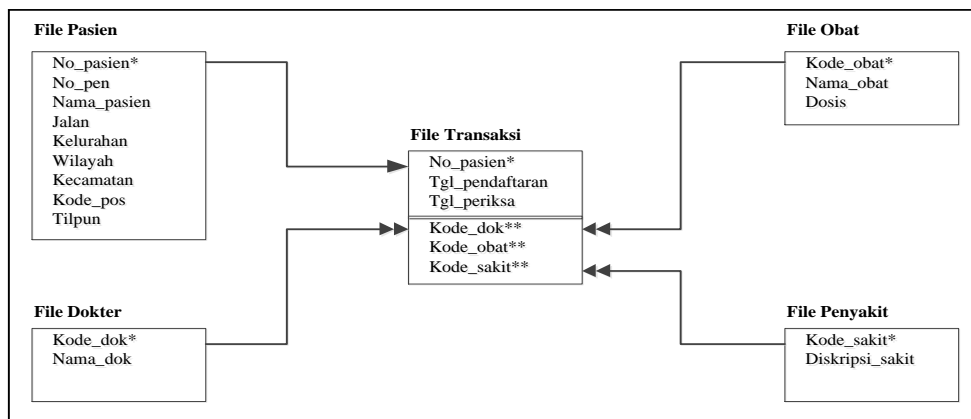 File Pasien
No_pasien*
No_pen
Nama_pasien
Jalan
Kelurahan
Wilayah
Kecamatan
Kode_pos
Tilpun
File Obat
Kode_obat*
Nama_obat
Dosis
File Transaksi
No_pasien*
Tgl_pendaftaran
Tgl_periksa
Kode_dok**
Kode_obat**
Kode_sakit**
File Dokter
Kode_dok*
Nama_dok
File Penyakit
Kode_sakit*
Diskripsi_sakit